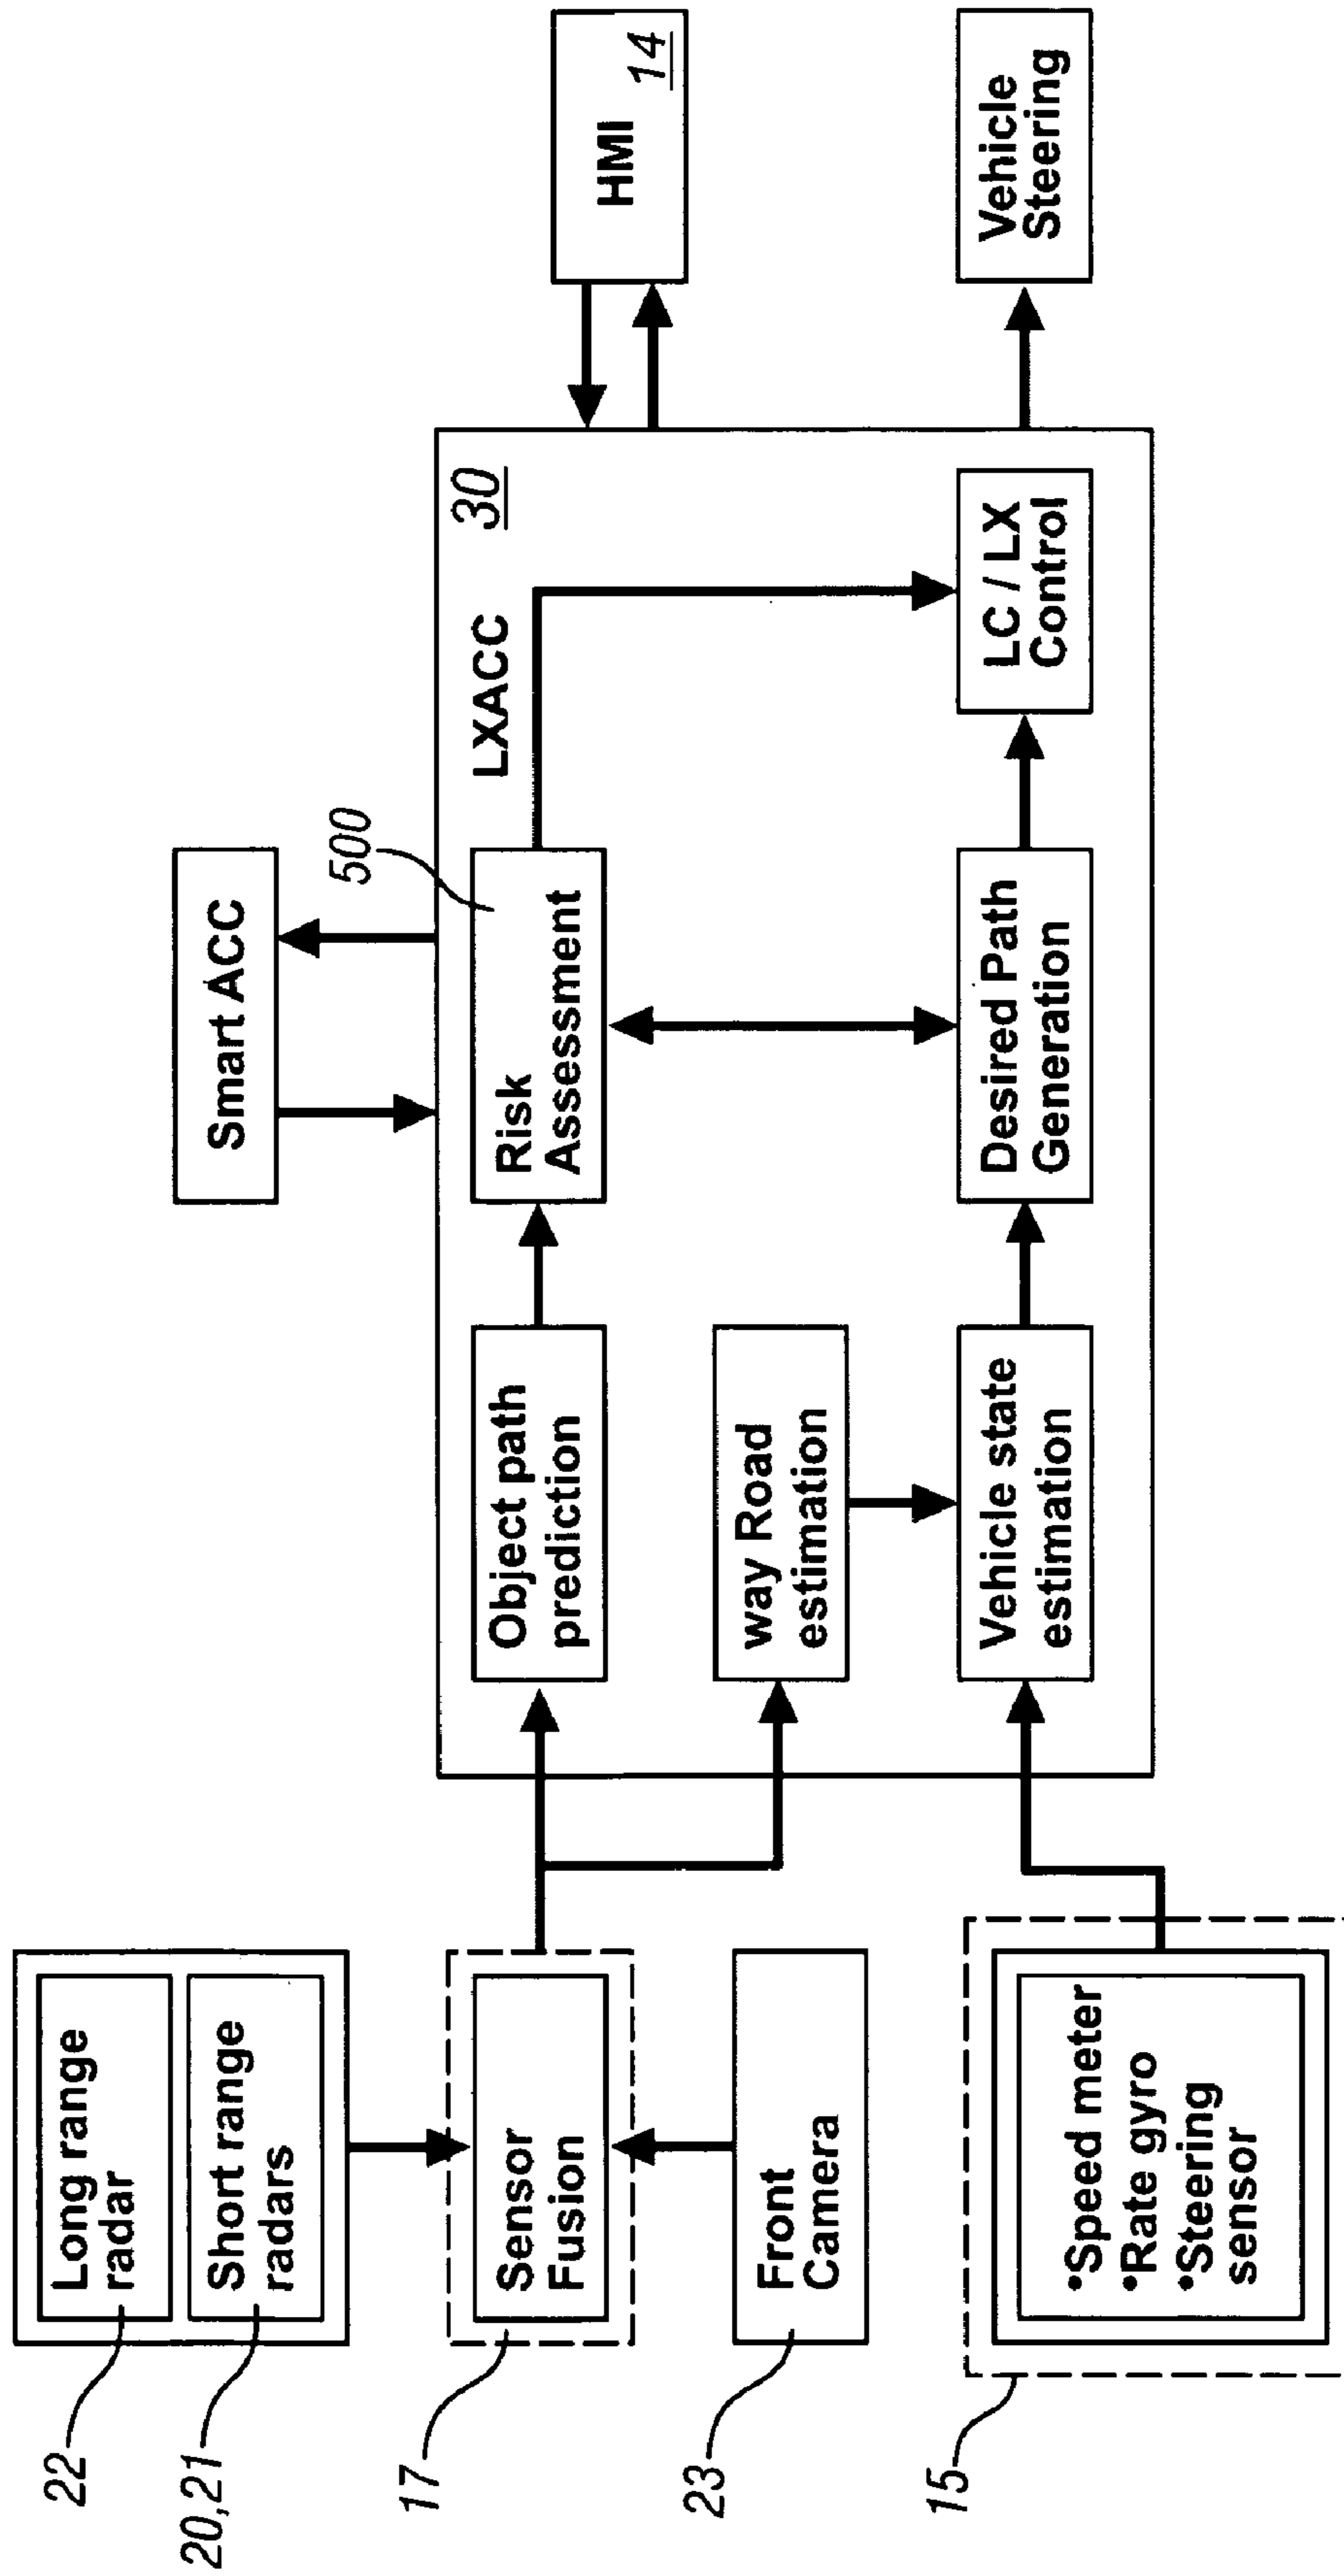 Long range
radar
22
Short range
radars
20,21
Sensor
Fusion
17
Front
Camera
23
•Speed meter
•Rate gyro
•Steering
sensor
15
Smart ACC
500
LXACC
30
Object path
prediction
Risk
Assessment
way Road
estimation
Vehicle state
estimation
Desired Path
Generation
LC / LX
Control
HMI
14
Vehicle
Steering